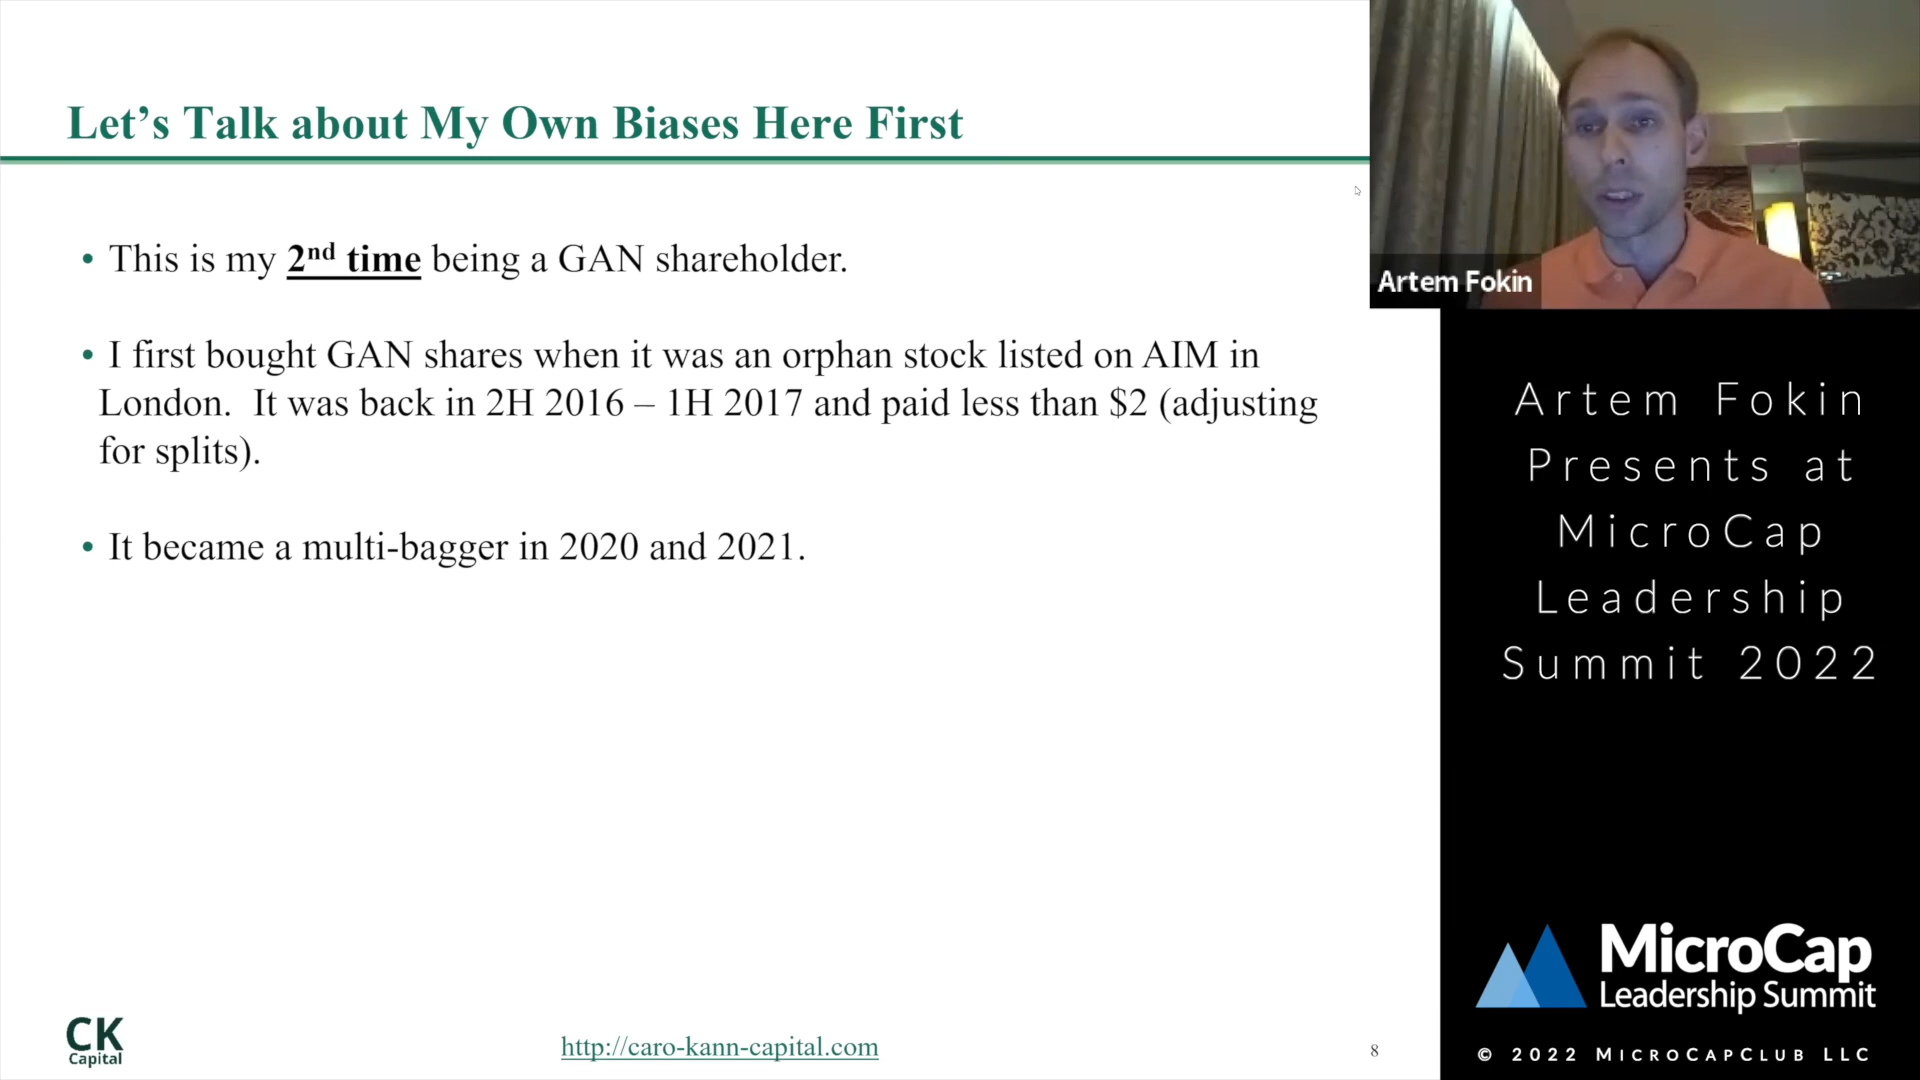 Let’s Talk about My Own Biases Here First
• This is my 2nd time being a GAN shareholder.
• I first bought GAN shares when it was an orphan stock listed on AIM in
London.  It was back in 2H 2016 – 1H 2017 and paid less than $2 (adjusting
for splits).
• It became a multi-bagger in 2020 and 2021.
CK
Capital
http://caro-kann-capital.com
8
Artem Fokin
Artem Fokin
Presents at
MicroCap
Leadership
Summit 2022
MicroCap
Leadership Summit
© 2022 MICROCAPCLUB LLC